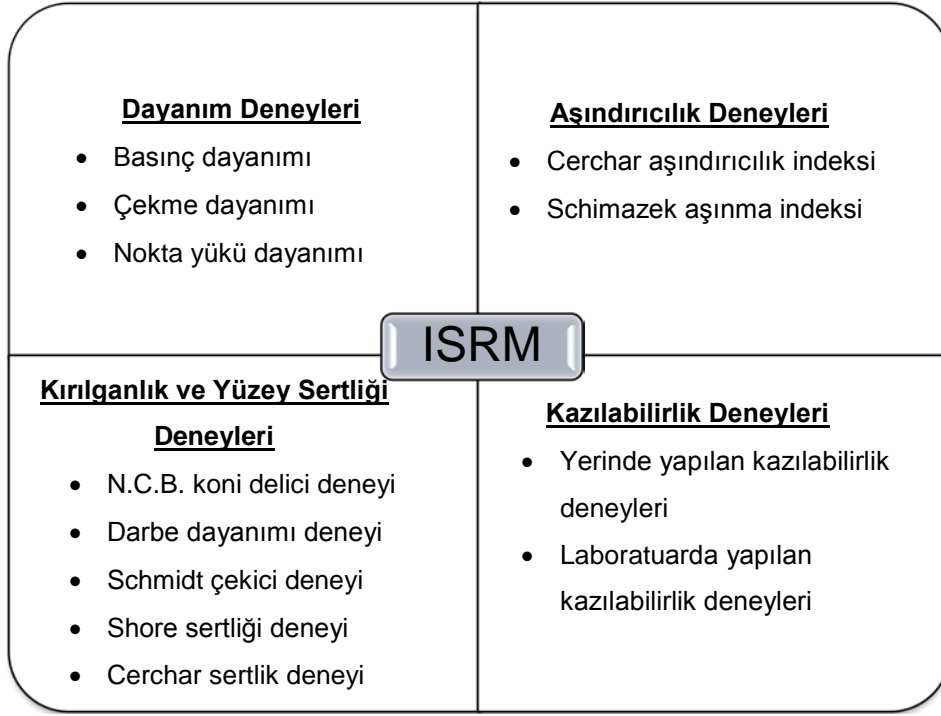 Dayanım Deneyleri
• Basınç dayanımı
• Çekme dayanımı
• Nokta yükü dayanımı
Aşındırıcılık Deneyleri
• Cerchar aşındırıcılık indeksi
• Schimazek aşınma indeksi
ISRM
Kırılganlık ve Yüzey Sertliği
Deneyleri
• N.C.B. koni delici deneyi
• Darbe dayanımı deneyi
• Schmidt çekici deneyi
• Shore sertliği deneyi
• Cerchar sertlik deneyi
Kazılabilirlik Deneyleri
• Yerinde yapılan kazılabilirlik
deneyleri
• Laboratuarda yapılan
kazılabilirlik deneyleri